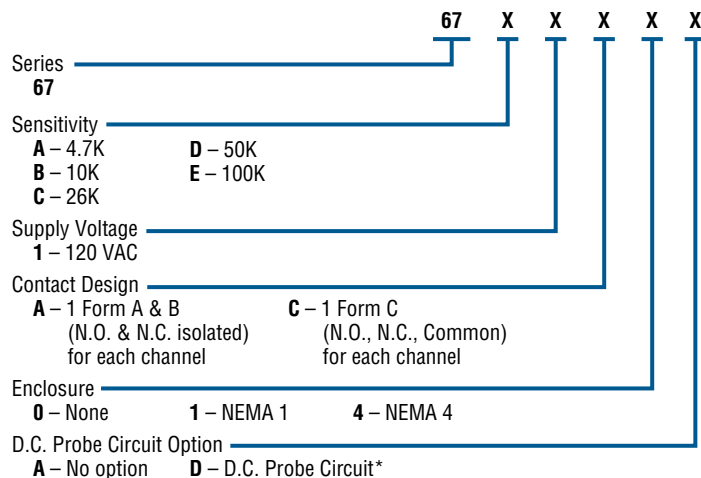 67 X X X X X
Series
67
Sensitivity
A – 4.7K D – 50K
B – 10K E – 100K
C – 26K
Supply Voltage
1 – 120 VAC
Contact Design
A – 1 Form A & B C – 1 Form C
(N.O. & N.C. isolated) (N.O., N.C., Common)
for each channel for each channel
Enclosure
0 – None 1 – NEMA 1 4 – NEMA 4
D.C. Probe Circuit Option
A – No option D – D.C. Probe Circuit*